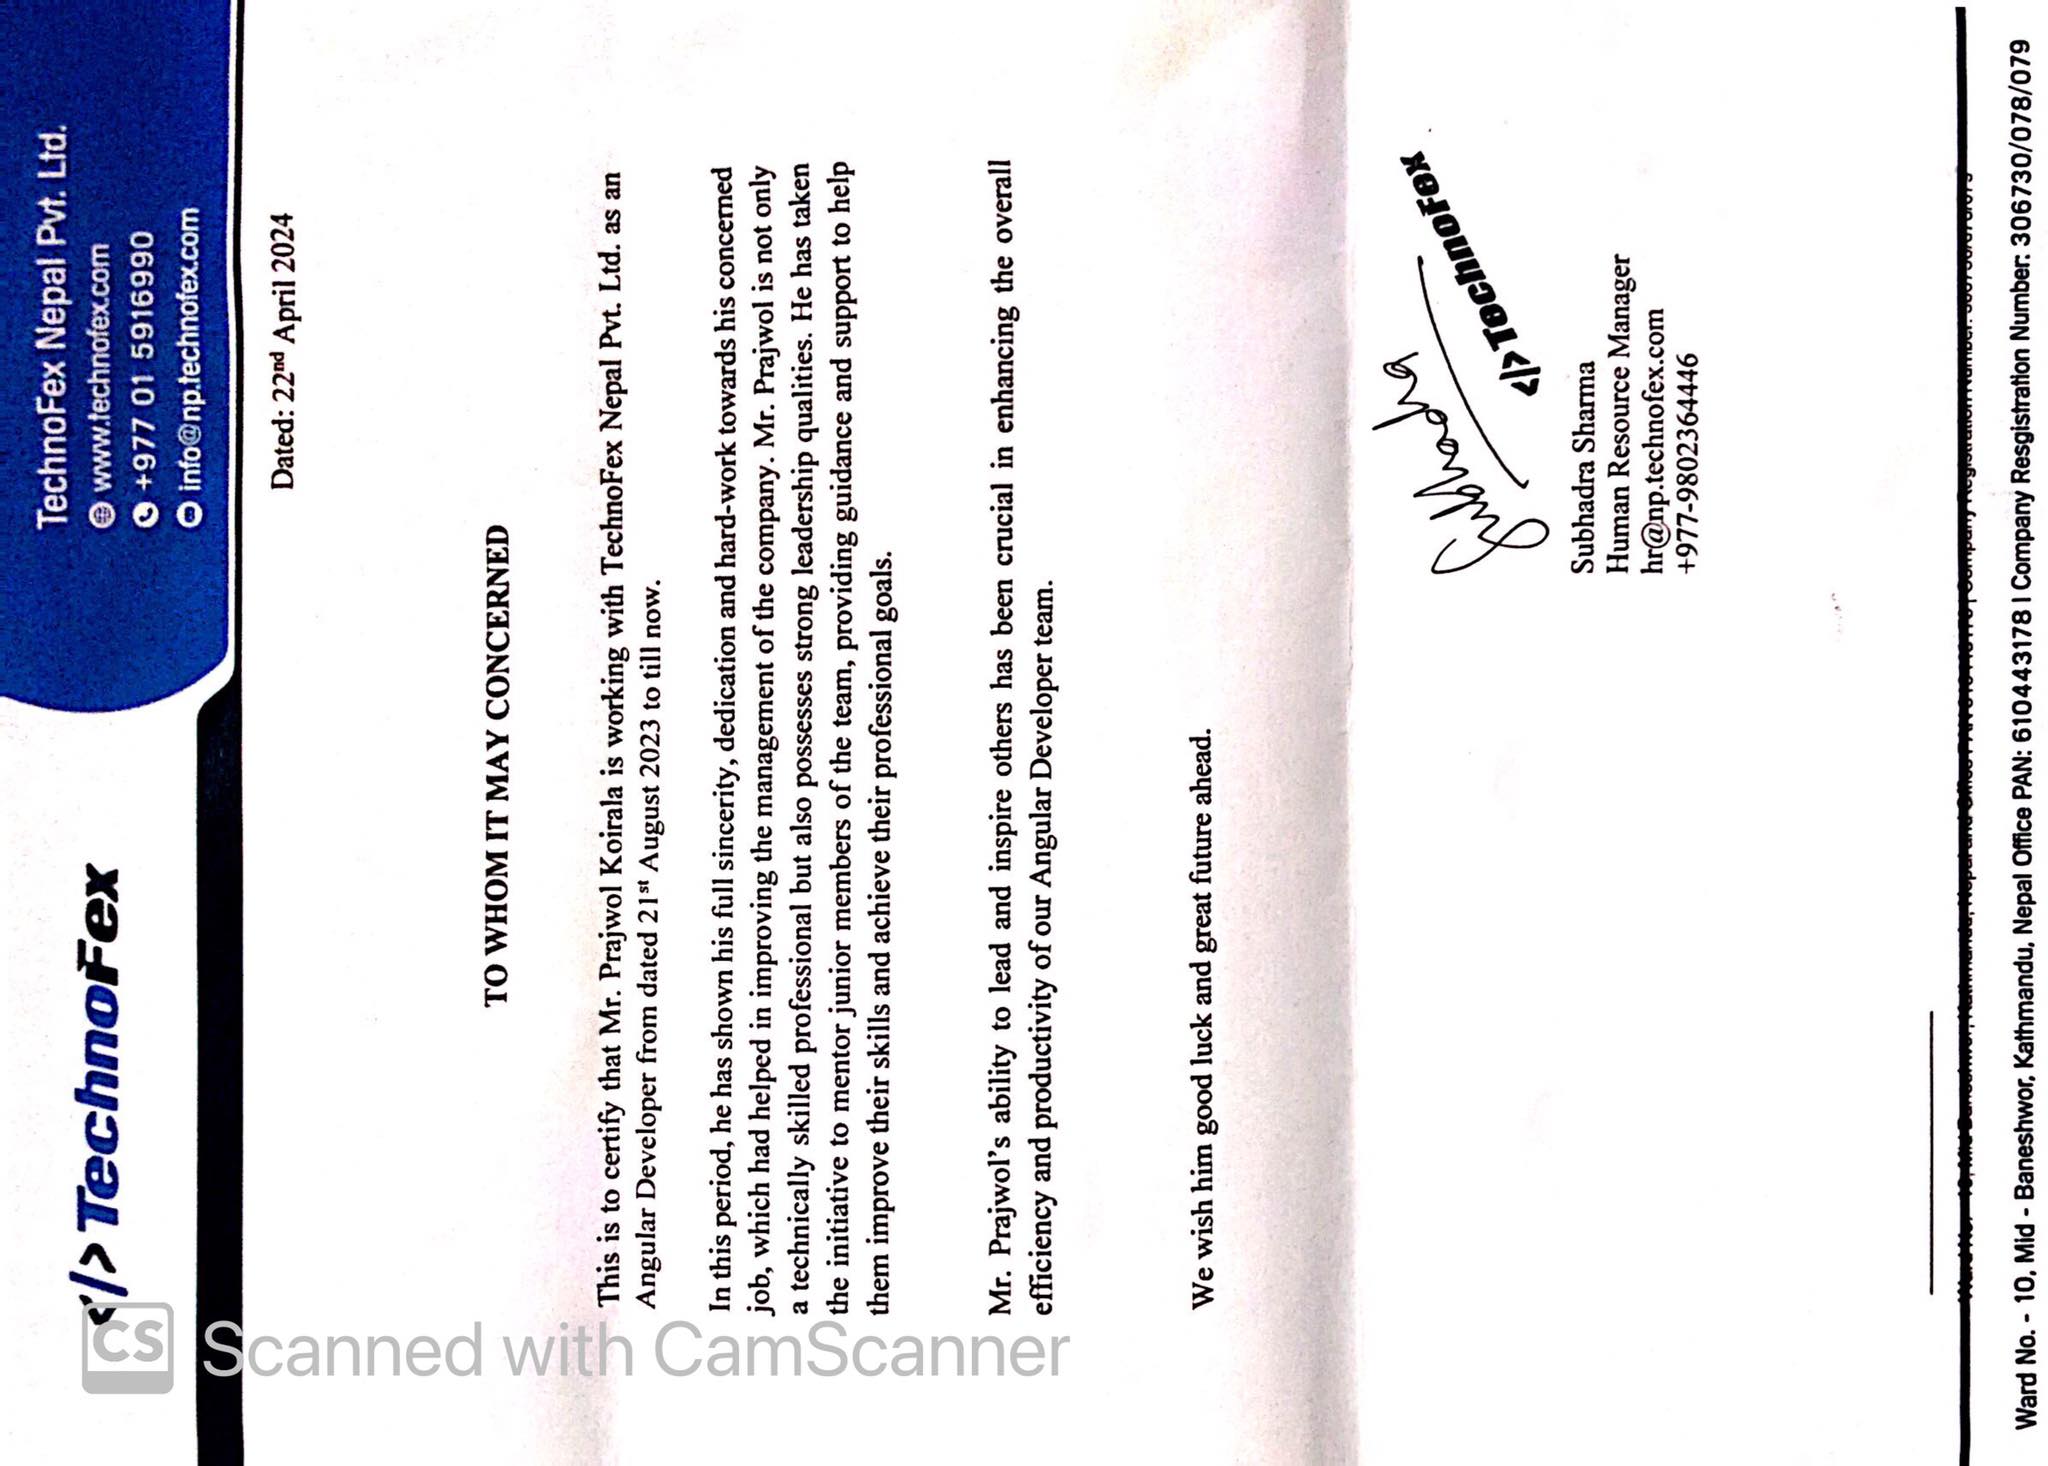 </>TechnoFex
TechnoFex Nepal Pvt. Ltd.
www.technofex.com
+977 01 5916990
info@np.technofex.com
CS Scanned with CamScanner
Dated: 22nd April 2024
TO WHOM IT MAY CONCERNED
This is to certify that Mr. Prajwol Koirala is working with TechnoFex Nepal Pvt. Ltd. as an
Angular Developer from dated 21st August 2023 to till now.
In this period, he has shown his full sincerity, dedication and hard-work towards his concerned
job, which had helped in improving the management of the company. Mr. Prajwol is not only
a technically skilled professional but also possesses strong leadership qualities. He has taken
the initiative to mentor junior members of the team, providing guidance and support to help
them improve their skills and achieve their professional goals.
Mr. Prajwol's ability to lead and inspire others has been crucial in enhancing the overall
efficiency and productivity of our Angular Developer team.
We wish him good luck and great future ahead.
Subhadra
</>TechnoFex
Subhadra Sharma
Human Resource Manager
hr@np.technofex.com
+977-9802364446
Ward No. - 10, Mid - Baneshwor, Kathmandu, Nepal Office PAN: 610443178 | Company Resgistration Number: 306730/078/079